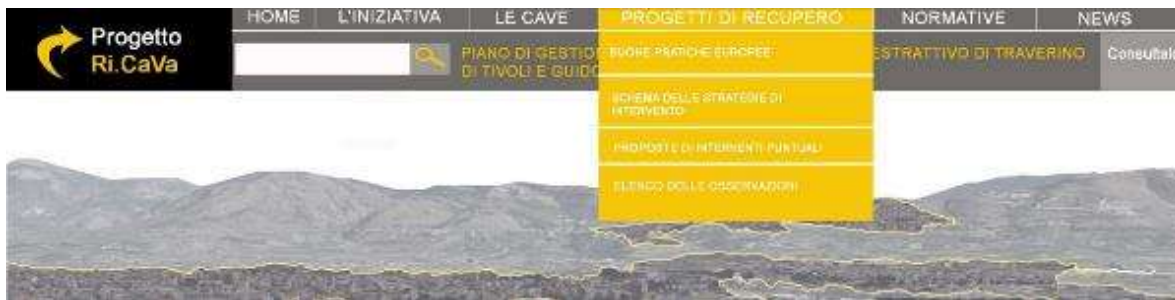 Progetto
Ri.CaVa
HOME L'INIZIATIVA LE CAVE PROGETTI DI RECUPERO NORMATIVE NEWS
PIANO DI GESTIO
DI TIVOLI E GUIDO
ESTRATTIVO DI TRAVERINO
Consultalo
BUONE PRATICHE EUROPEE
SCHEMA DELLE STRATEGIE DI
INTERVENTO
PROPOSTE DI INTERVENTI PUNTUALI
ELENCO DELLE OSSERVAZIONI